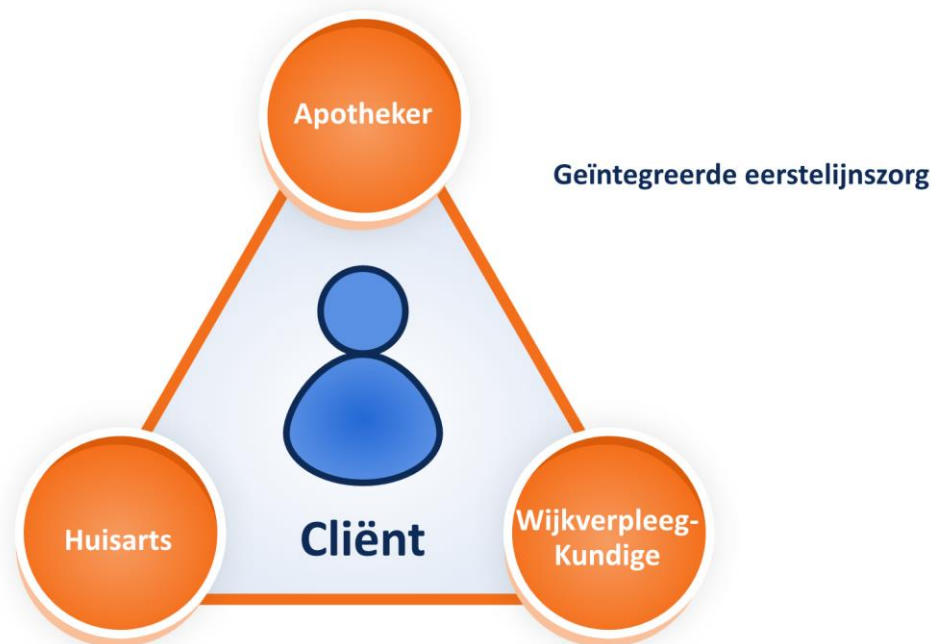 Apotheker
Geïntegreerde eerstelijnszorg
Huisarts
Cliënt
Wijkverpleeg-
Kundige